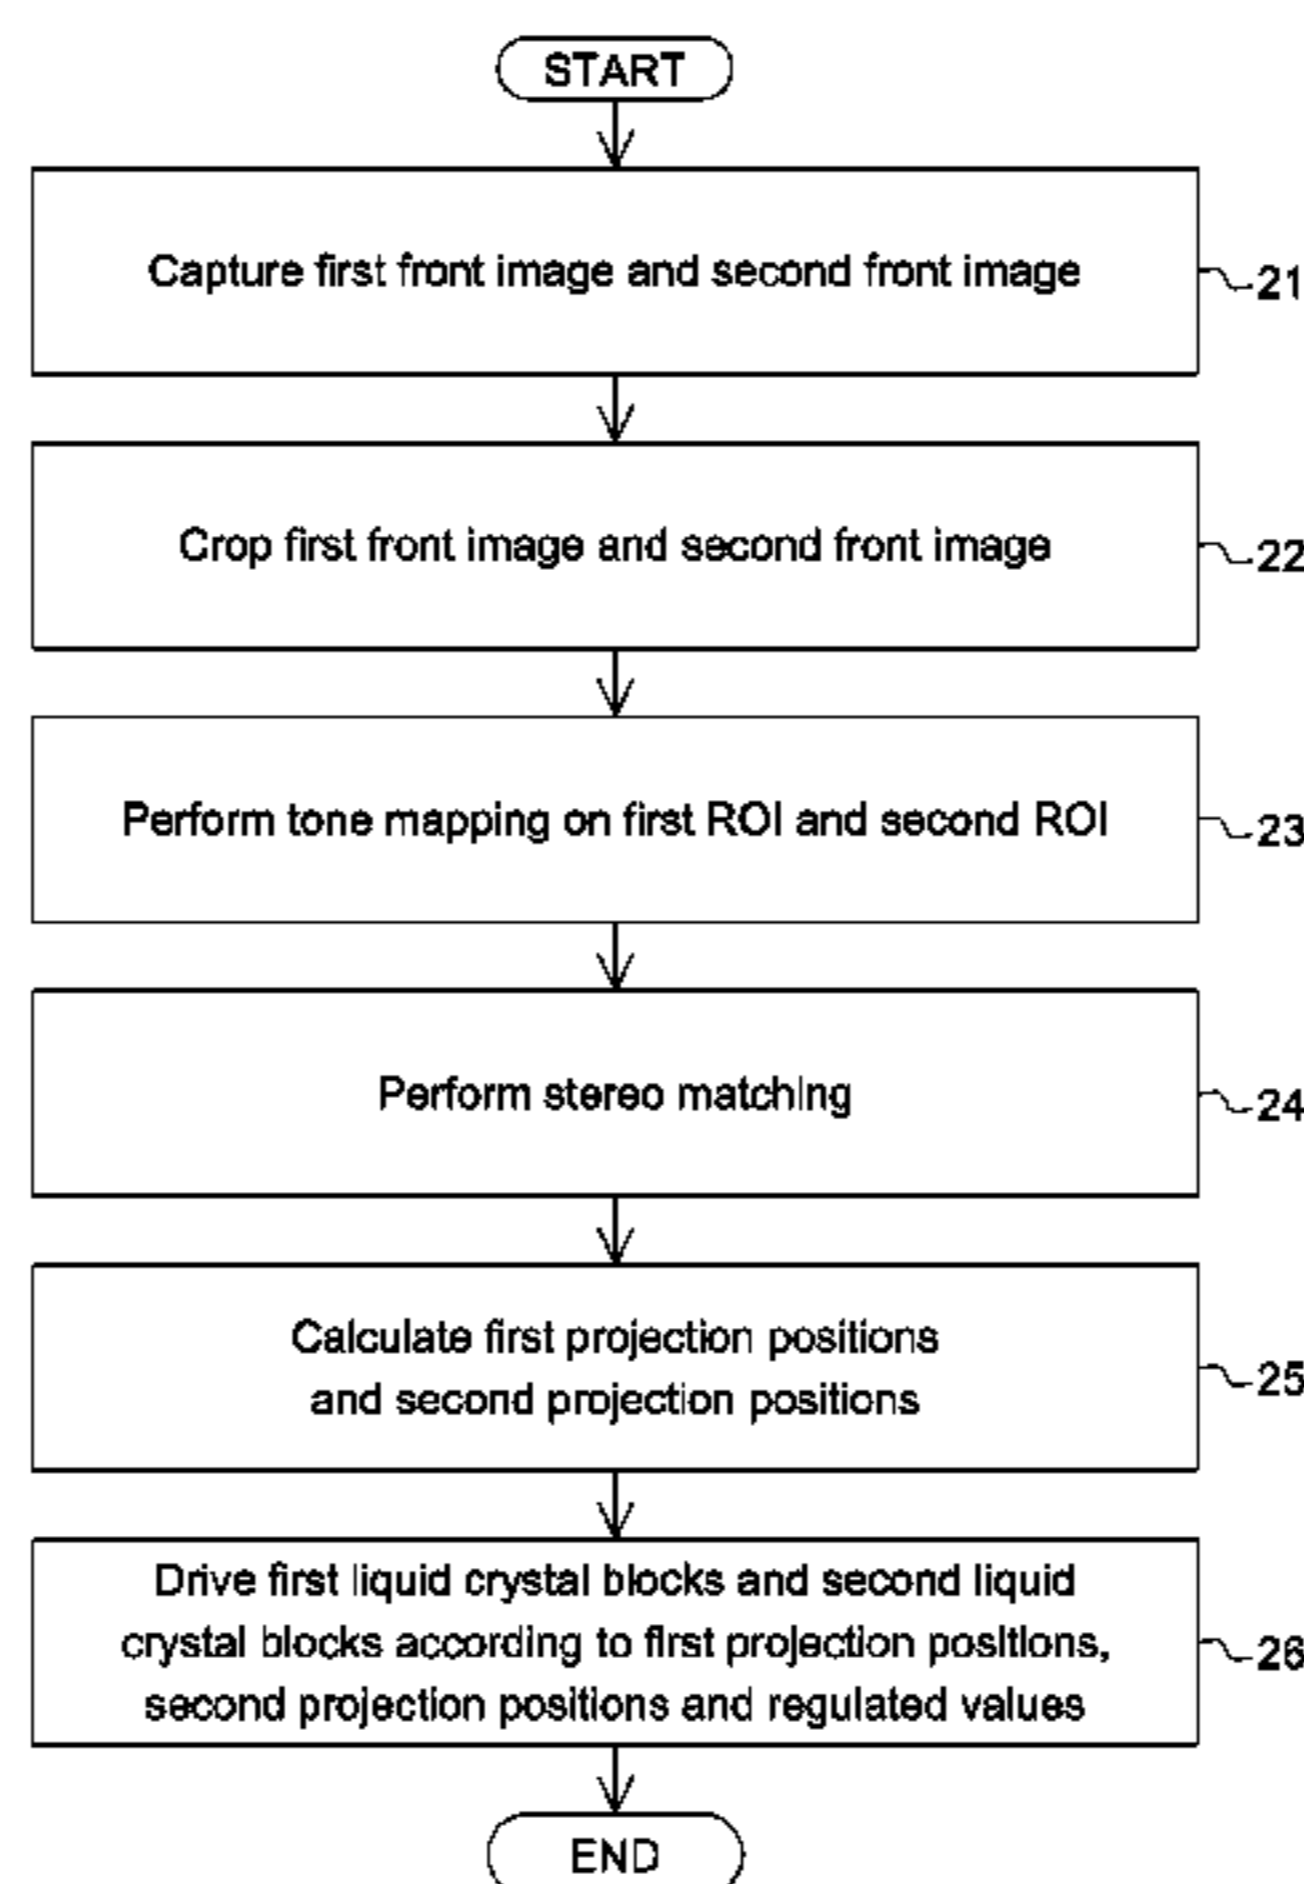 START
Capture first front image and second front image
21
Crop first front image and second front image
22
Perform tone mapping on first ROI and second ROI
23
Perform stereo matching
24
Calculate first projection positions
and second projection positions
25
Drive first liquid crystal blocks and second liquid
crystal blocks according to first projection positions,
second projection positions and regulated values
26
END